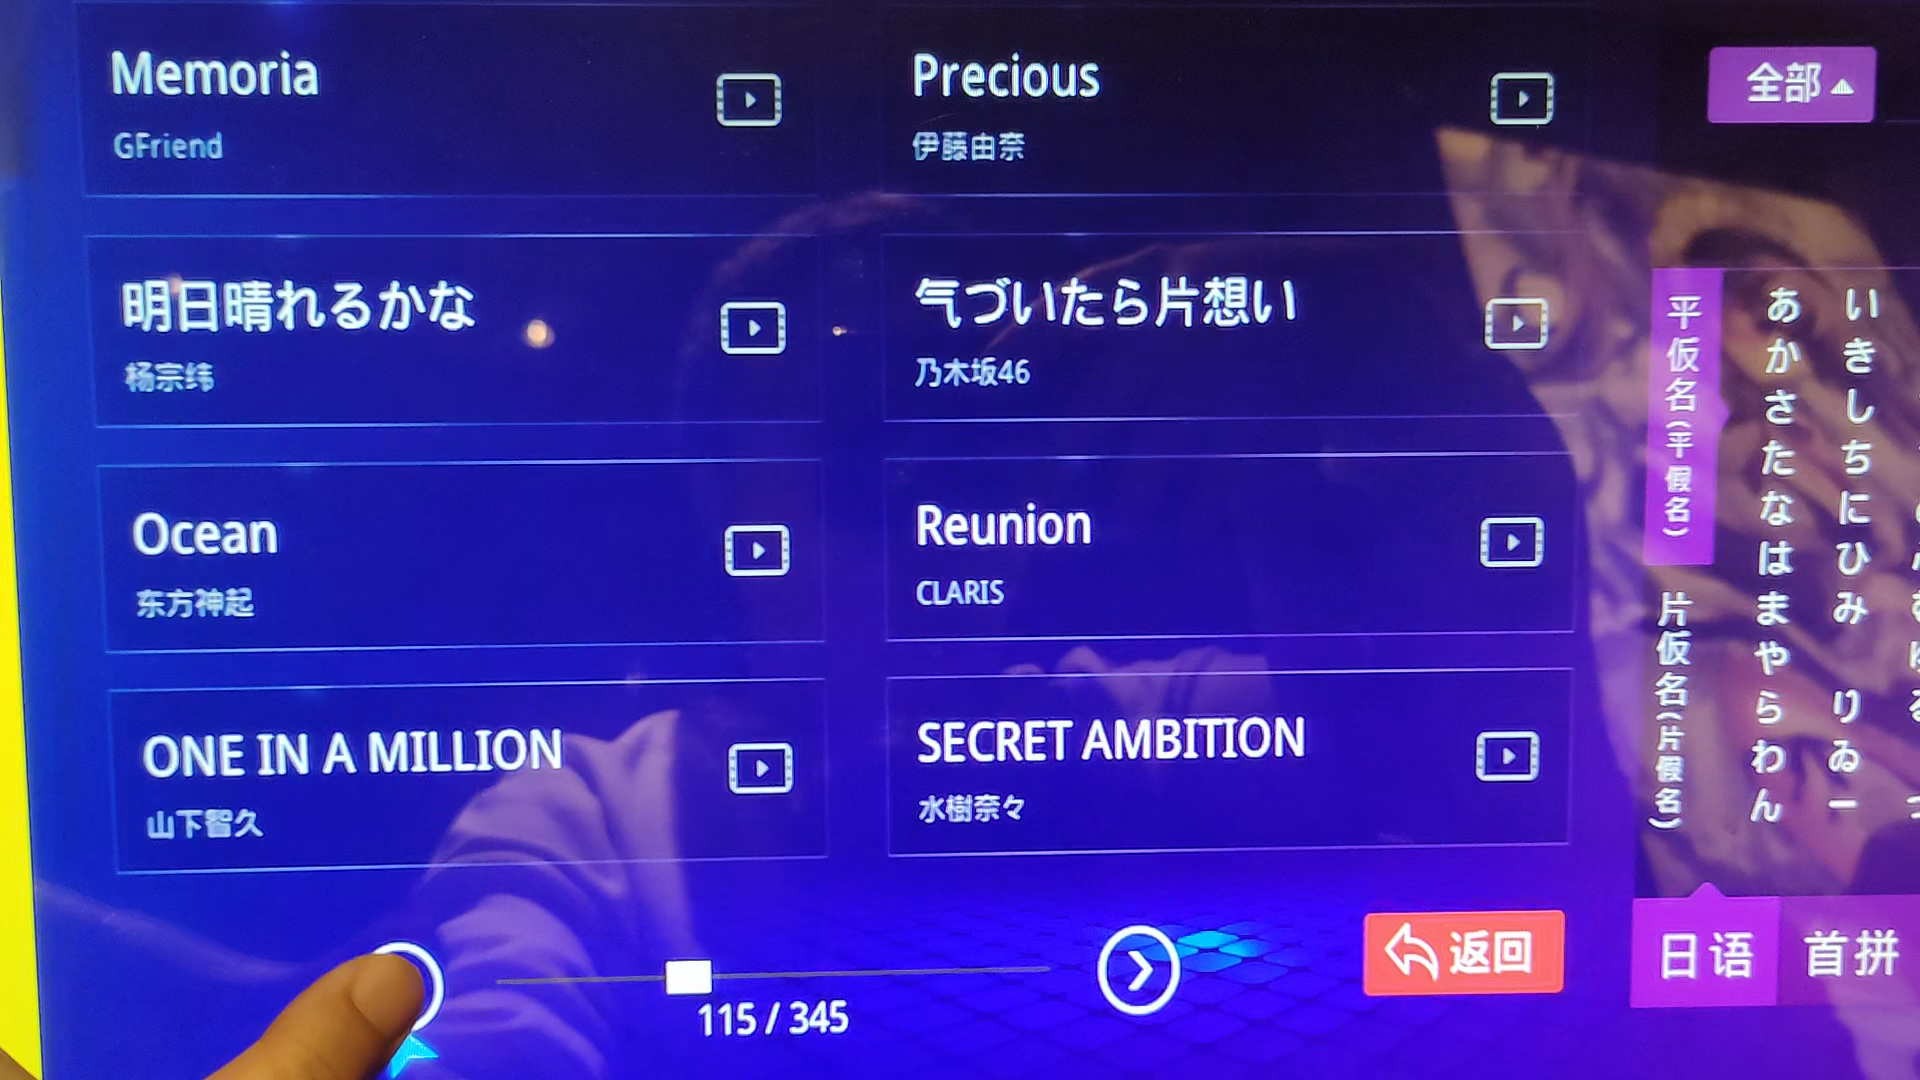 Memoria
GFriend
Precious
伊藤由奈
全部
明日晴れるかな
杨宗纬
气づいたら片想い
乃木坂46
Ocean
东方神起
Reunion
CLARIS
ONE IN A MILLION
山下智久
SECRET AMBITION
水樹奈々
平仮名(平假名)
片仮名(片假名)
あかさたなはまやらわん
いきしちにひみ りゐー
115 / 345
返回
日语
首拼